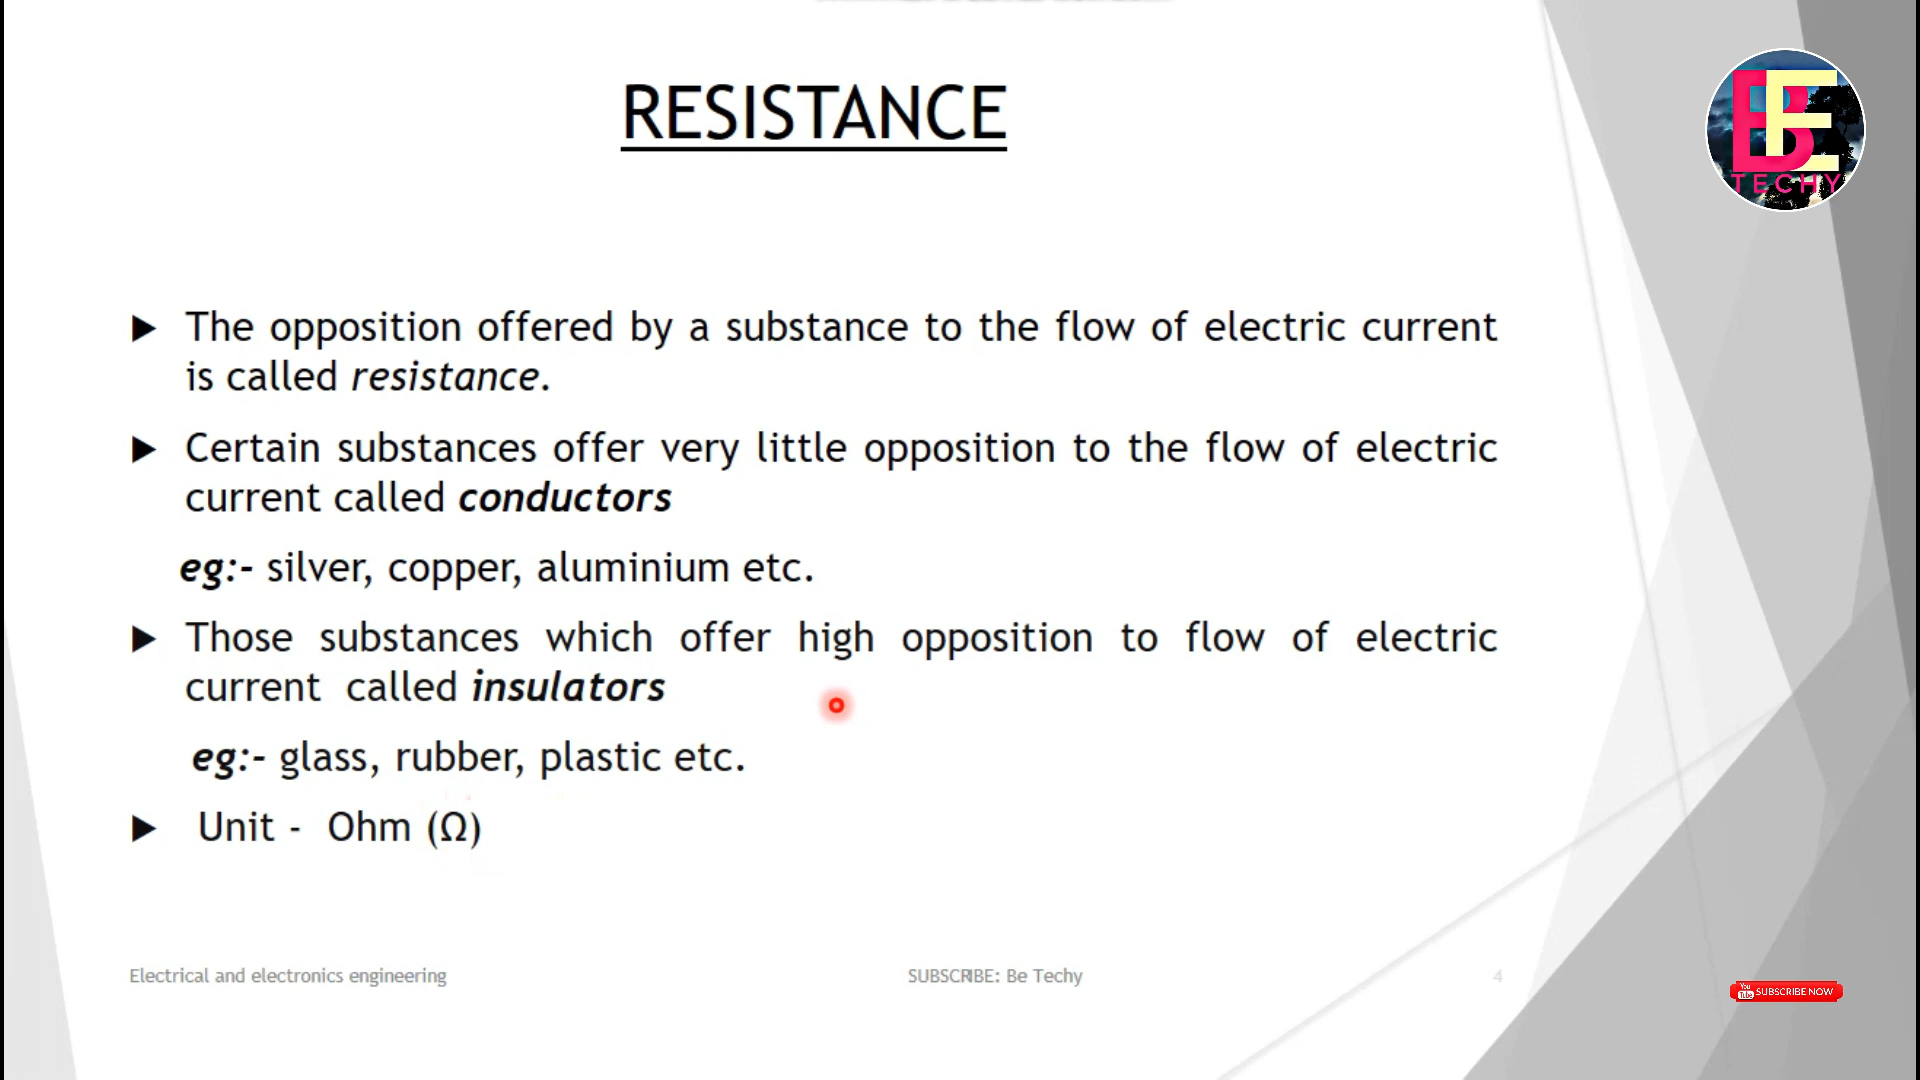 RESISTANCE
BE
TECHY
▶ The opposition offered by a substance to the flow of electric current
is called resistance.
▶ Certain substances offer very little opposition to the flow of electric
current called conductors
eg:- silver, copper, aluminium etc.
▶ Those substances which offer high opposition to flow of electric
current called insulators
eg:- glass, rubber, plastic etc.
▶ Unit - Ohm (Ω)
Electrical and electronics engineering
SUBSCRIBE: Be Techy
4
You
Tube
SUBSCRIBE NOW